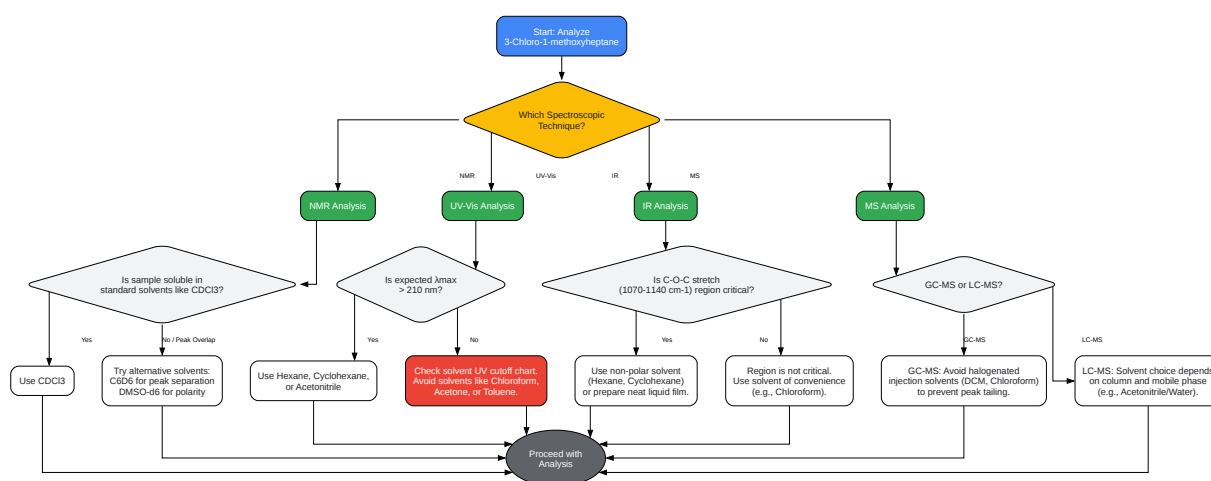 Start: Analyze
3-Chloro-1-methoxyheptane
Which Spectroscopic
Technique?
NMR
UV-Vis
IR
MS
NMR Analysis
UV-Vis Analysis
IR Analysis
MS Analysis
Is sample soluble in
standard solvents like CDCl3?
Is expected λmax
> 210 nm?
Is C-O-C stretch
(1070-1140 cm-1) region critical?
GC-MS or LC-MS?
Yes
No / Peak Overlap
Yes
No
Yes
No
GC-MS
LC-MS
Use CDCl3
Try alternative solvents:
C6D6 for peak separation
DMSO-d6 for polarity
Use Hexane, Cyclohexane,
or Acetonitrile
Check solvent UV cutoff chart.
Avoid solvents like Chloroform,
Acetone, or Toluene.
Use non-polar solvent
(Hexane, Cyclohexane)
or prepare neat liquid film.
Region is not critical.
Use solvent of convenience
(e.g., Chloroform).
GC-MS: Avoid halogenated
injection solvents (DCM, Chloroform)
to prevent peak tailing.
LC-MS: Solvent choice depends
on column and mobile phase
(e.g., Acetonitrile/Water).
Proceed with
Analysis